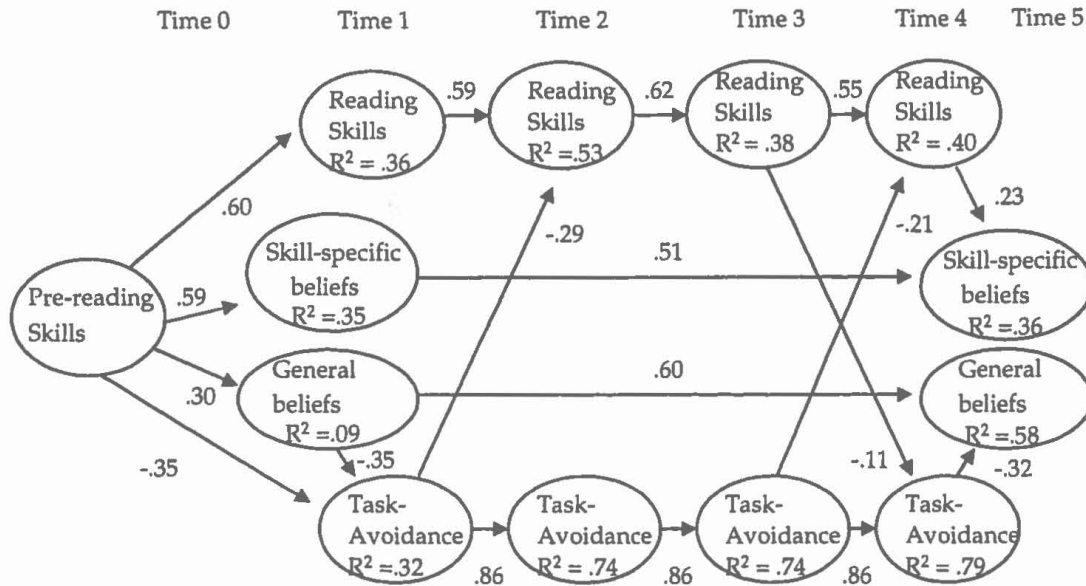 Time 0 Time 1 Time 2 Time 3 Time 4 Time 5
Reading
Skills
R² = .36
.59
Reading
Skills
R² =.53
.62
Reading
Skills
R² = .38
.55
Reading
Skills
R² = .40
.60
-.29
-.21
.23
Pre-reading
Skills
.59
Skill-specific
beliefs
R² =.35
.51
Skill-specific
beliefs
R² =.36
.30
General
beliefs
R² =.09
.60
General
beliefs
R² =.58
-.35
-.35
-.11
-.32
Task-
Avoidance
R² =.32
.86
Task-
Avoidance
R² =.74
.86
Task-
Avoidance
R² =.74
.86
Task-
Avoidance
R² =.79